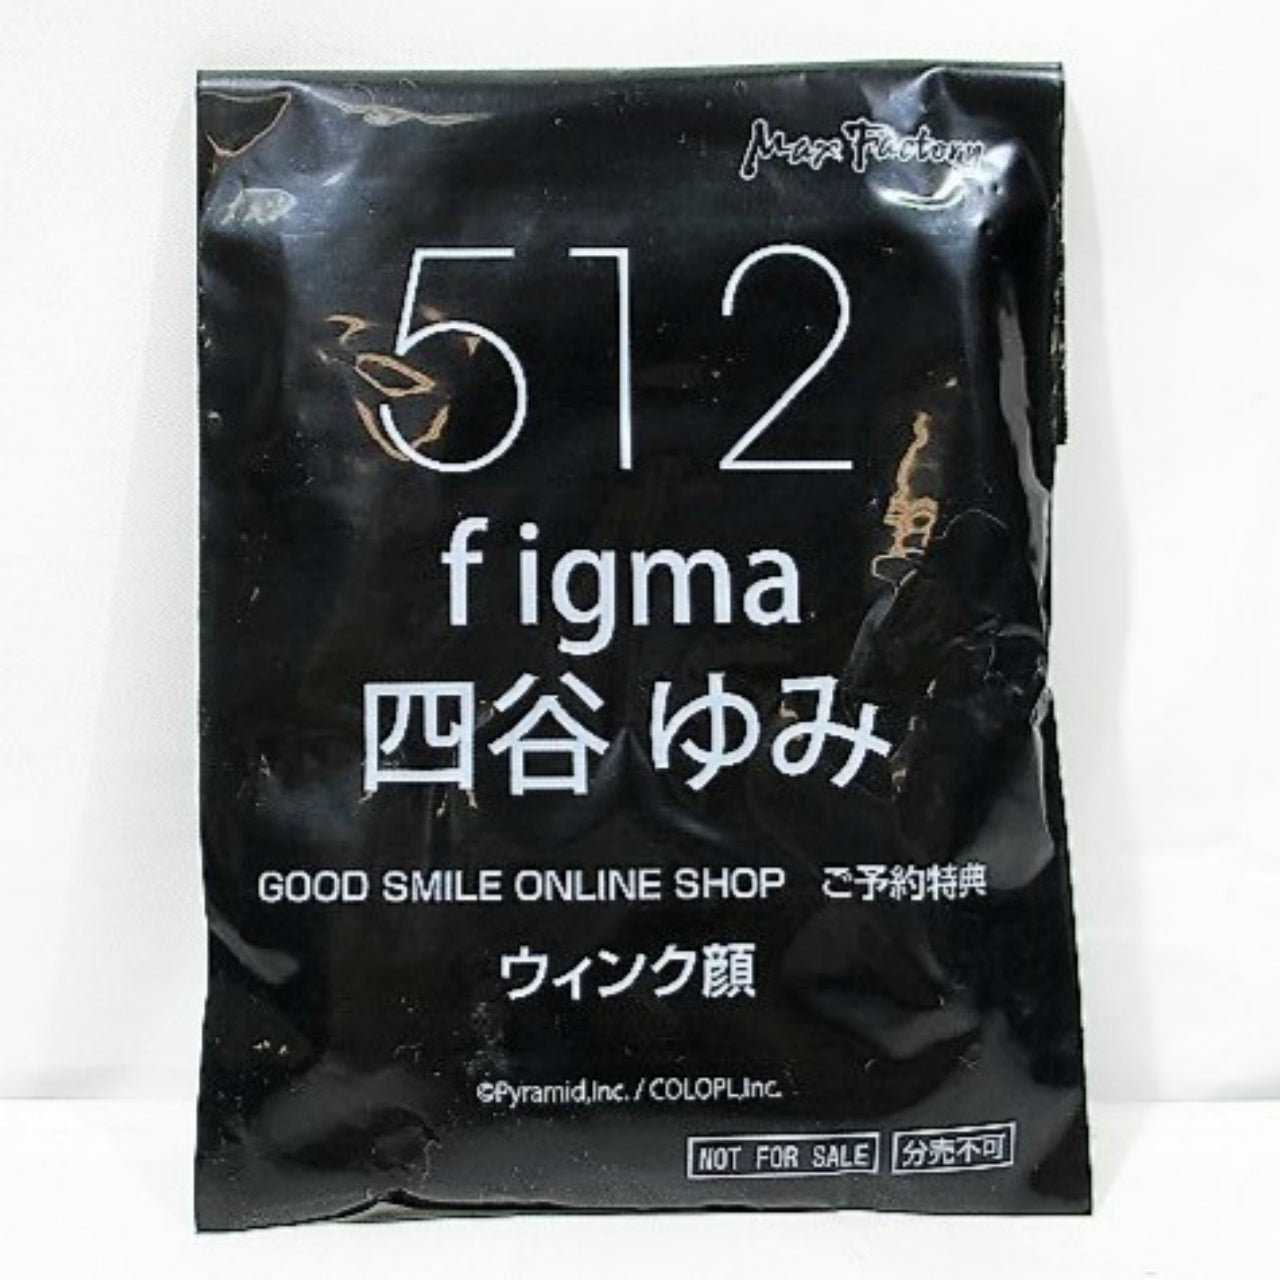 Max Factory
512
figma
四谷 ゆみ
GOOD SMILE ONLINE SHOP ご予約特典
ウィンク顔
©Pyramid,Inc. / COLOPL,Inc.
NOT FOR SALE 分売不可